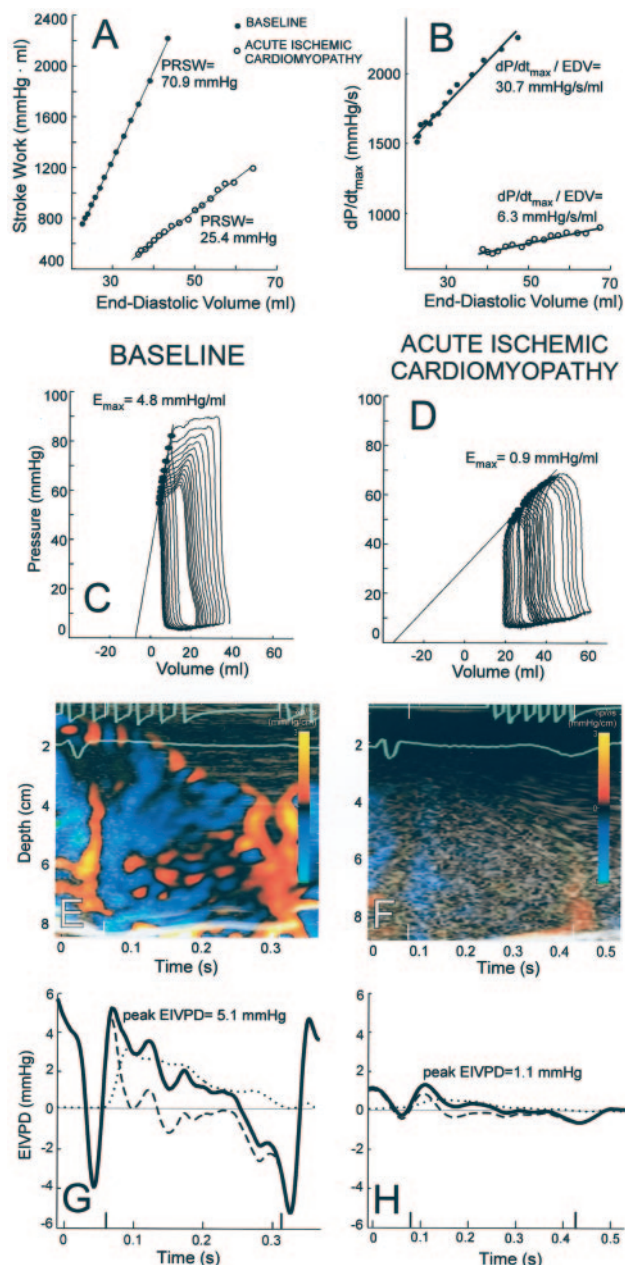 A
B
● BASELINE
○ ACUTE ISCHEMIC
CARDIOMYOPATHY
2400
2000
1600
1200
800
400
Stroke Work (mmHg · ml)
PRSW=
70.9 mmHg
PRSW=
25.4 mmHg
30
50
70
End-Diastolic Volume (ml)
2000
1500
1000
dP/dtmax (mmHg/s)
dP/dtmax / EDV=
30.7 mmHg/s/ml
dP/dtmax / EDV=
6.3 mmHg/s/ml
30
50
70
End-Diastolic Volume (ml)
BASELINE
ACUTE ISCHEMIC
CARDIOMYOPATHY
100
80
60
40
20
0
Pressure (mmHg)
Emax= 4.8 mmHg/ml
C
-20
0
20
40
60
Volume (ml)
100
80
60
40
20
0
D
Emax= 0.9 mmHg/ml
-20
0
20
40
60
Volume (ml)
2
4
6
8
Depth (cm)
(mmHg/cm)
E
0
0.1
0.2
0.3
Time (s)
2
4
6
8
(mmHg/cm)
3
0
F
0
0.1
0.2
0.3
0.4
0.5
Time (s)
6
4
2
0
-2
-4
-6
EIVPD (mmHg)
peak EIVPD= 5.1 mmHg
G
0
0.1
0.2
0.3
Time (s)
6
4
2
0
-2
-4
-6
peak EIVPD=1.1 mmHg
H
0
0.1
0.2
0.3
0.4
0.5
Time (s)